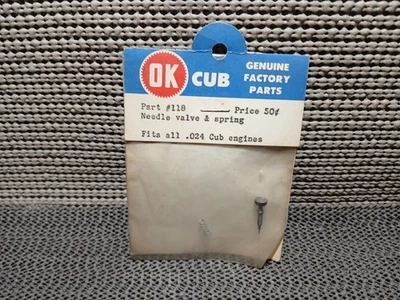 OK CUB
GENUINE
FACTORY
PARTS
Part #118 Price 50¢
Needle valve & spring
Fits all .024 Cub engines